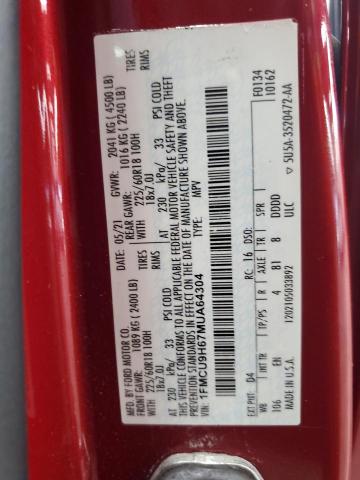 MFD. BY FORD MOTOR CO.
DATE: 05/21 GVWR: 2041 KG ( 4500 LB)
FRONT GAWR: 1089 KG ( 2400 LB) REAR GAWR: 1016 KG ( 2240 LB)
WITH 225/60R18 100H TIRES WITH 225/60R18 100H TIRES
18x7.0J RIMS 18x7.0J RIMS
AT 230 kPa/ 33 PSI COLD AT 230 kPa/ 33 PSI COLD
THIS VEHICLE CONFORMS TO ALL APPLICABLE FEDERAL MOTOR VEHICLE SAFETY AND THEFT
PREVENTION STANDARDS IN EFFECT ON THE DATE OF MANUFACTURE SHOWN ABOVE.
VIN: 1FMCU9H67MUA64304 TYPE: MPV
F0134
10162
EXT PNT: D4 RC: 16 DSO:
WB INT TR TP/PS R AXLE TR SPR
106 EN 4 81 8 DDDD
MADE IN U.S.A. 1202105033892 ULC
5U5A-3520472-AA